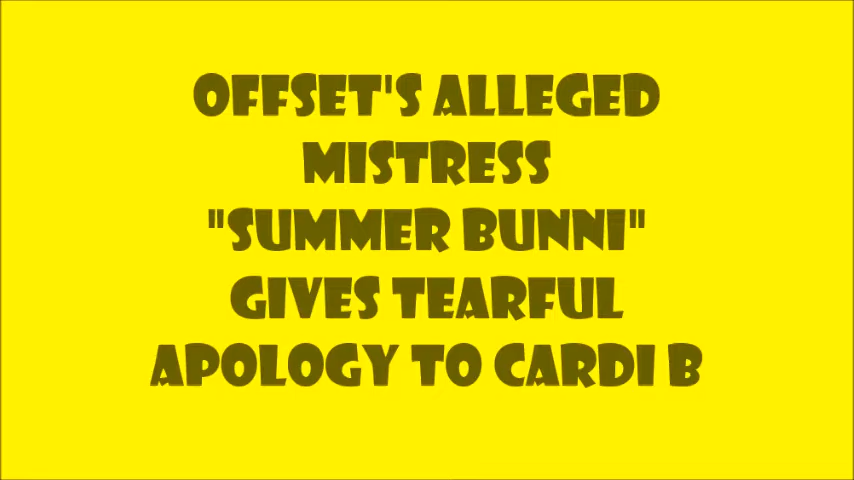 OFFSET'S ALLEGED
MISTRESS
"SUMMER BUNNI"
GIVES TEARFUL
APOLOGY TO CARDI B